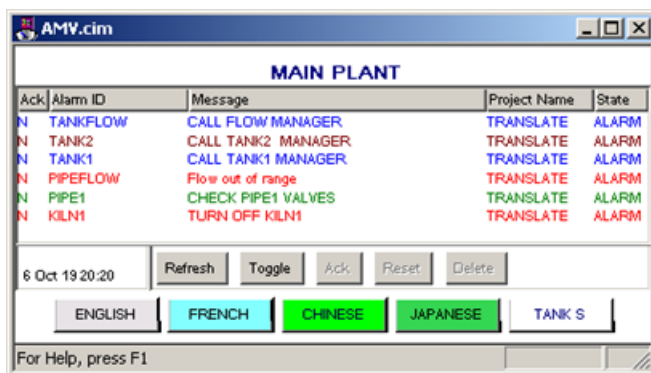 AMV.cim
MAIN PLANT
Ack Alarm ID Message Project Name State
N TANKFLOW CALL FLOW MANAGER TRANSLATE ALARM
N TANK2 CALL TANK2 MANAGER TRANSLATE ALARM
N TANK1 CALL TANK1 MANAGER TRANSLATE ALARM
N PIPEFLOW Flow out of range TRANSLATE ALARM
N PIPE1 CHECK PIPE1 VALVES TRANSLATE ALARM
N KILN1 TURN OFF KILN1 TRANSLATE ALARM
6 Oct 19 20:20 Refresh Toggle Ack Reset Delete
ENGLISH FRENCH CHINESE JAPANESE TANK S
For Help, press F1